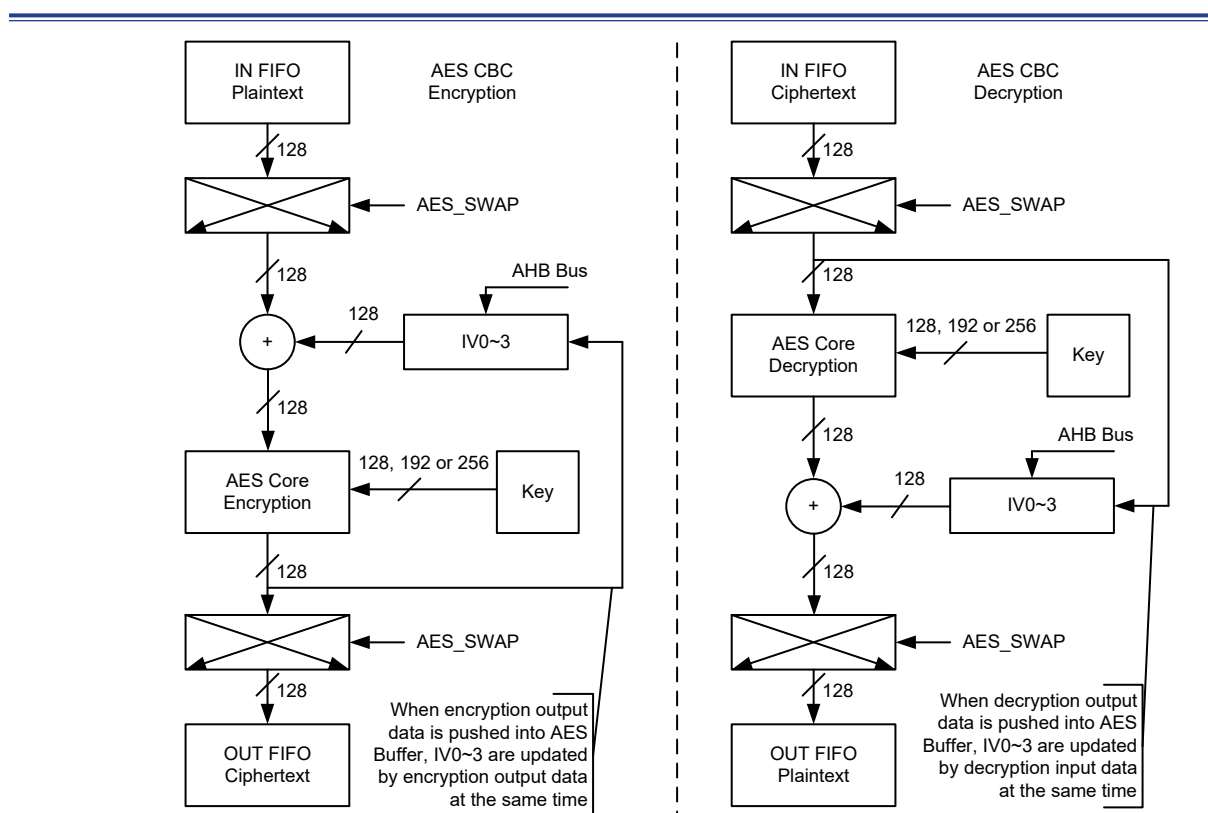 IN FIFO
Plaintext
AES CBC
Encryption
128
AES_SWAP
128
AHB Bus
128
+
IV0~3
128
128, 192 or 256
AES Core
Encryption
Key
128
AES_SWAP
128
OUT FIFO
Ciphertext
When encryption output
data is pushed into AES
Buffer, IV0~3 are updated
by encryption output data
at the same time
IN FIFO
Ciphertext
AES CBC
Decryption
128
AES_SWAP
128
128, 192 or 256
AES Core
Decryption
Key
128
AHB Bus
128
+
IV0~3
128
AES_SWAP
128
OUT FIFO
Plaintext
When decryption output
data is pushed into AES
Buffer, IV0~3 are updated
by decryption input data
at the same time